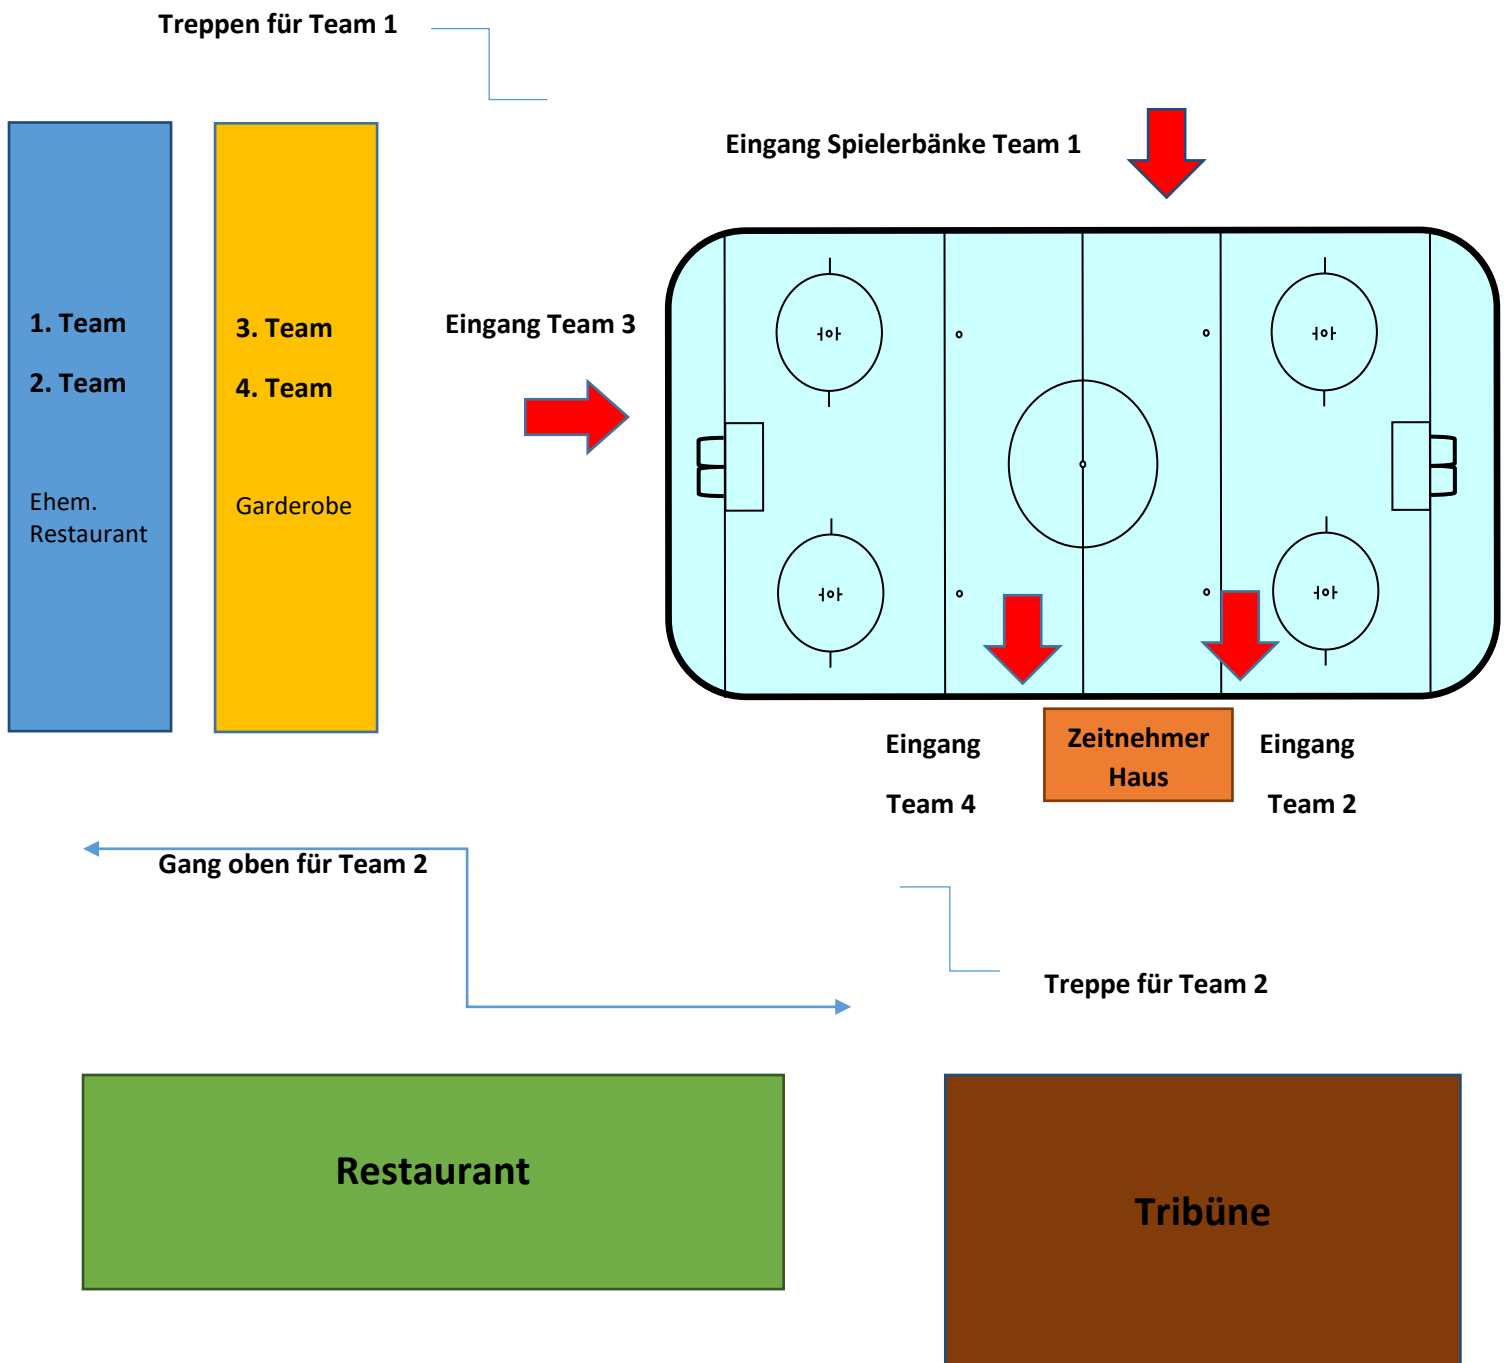 Treppen für Team 1
Eingang Spielerbänke Team 1
1. Team
2. Team
Ehem.
Restaurant
3. Team
4. Team
Garderobe
Eingang Team 3
Eingang
Team 4
Zeitnehmer
Haus
Eingang
Team 2
Gang oben für Team 2
Treppe für Team 2
Restaurant
Tribüne